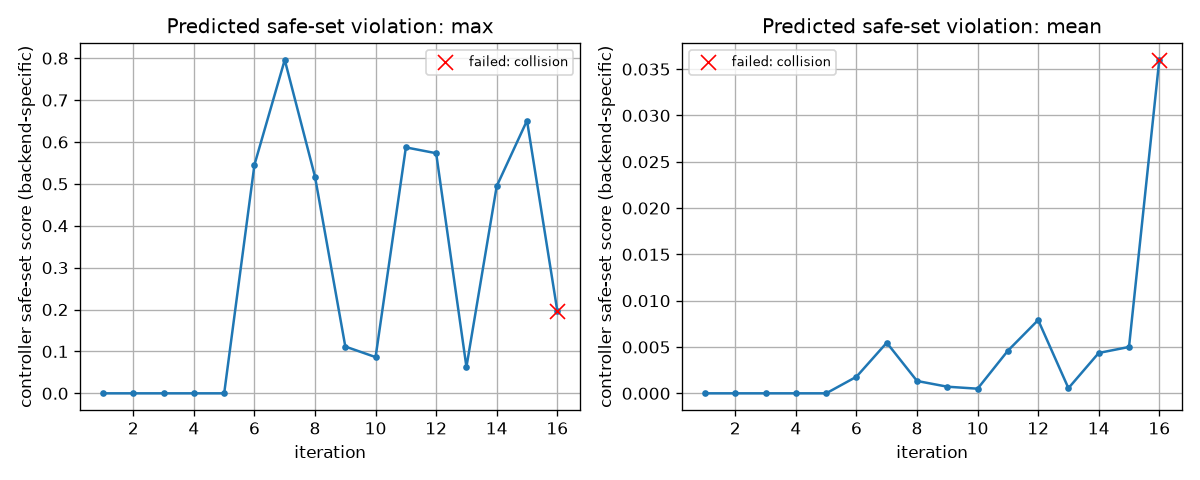 Predicted safe-set violation: max
controller safe-set score (backend-specific)
0.8
0.7
0.6
0.5
0.4
0.3
0.2
0.1
0.0
failed: collision
2 4 6 8 10 12 14 16
iteration
Predicted safe-set violation: mean
controller safe-set score (backend-specific)
0.035
0.030
0.025
0.020
0.015
0.010
0.005
0.000
failed: collision
2 4 6 8 10 12 14 16
iteration